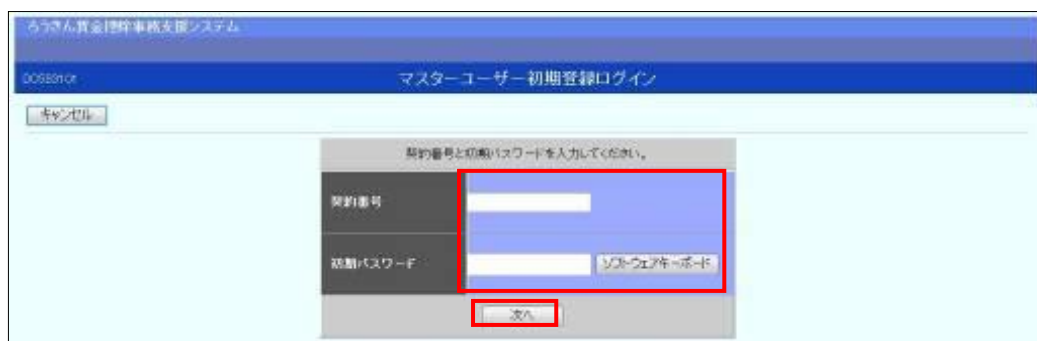 ろうきん賃金控除事務支援システム
マスターユーザー初期登録ログイン
キャンセル
契約番号と初期パスワードを入力してください。
契約番号
初期パスワード
ソフトウェアキーボード
次へ